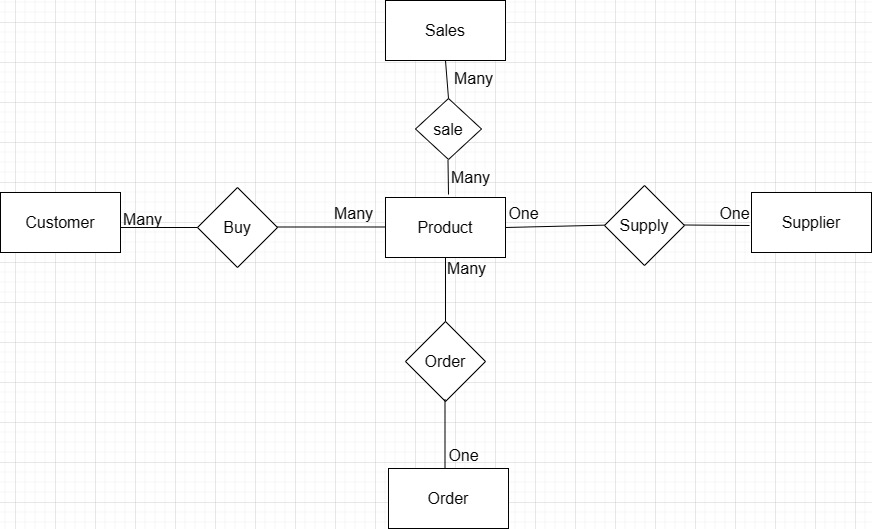 Sales
Many
sale
Many
Customer
Many
Buy
Many
Product
One
Supply
One
Supplier
Many
Order
One
Order